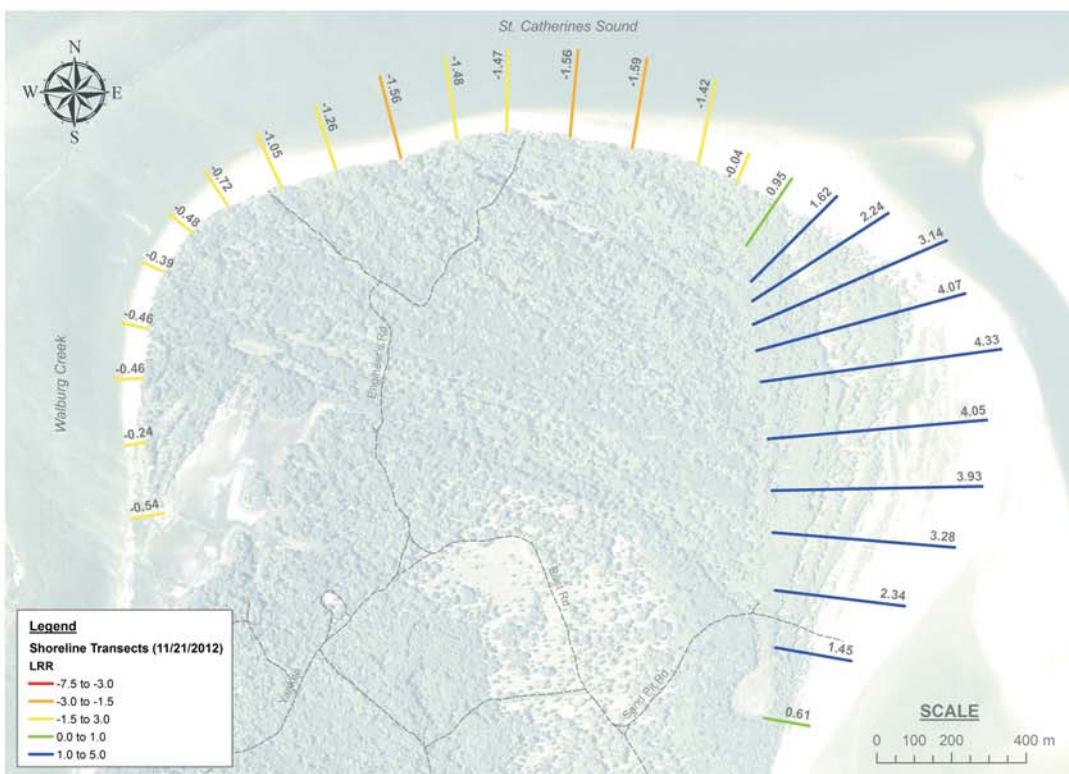 St. Catherines Sound
N
W E
S
-1.05
-1.26
-1.56
-1.48
-1.47
-1.56
-1.59
-1.42
-0.04
0.95
1.62
2.24
3.14
4.07
4.33
4.05
3.93
3.28
2.34
1.45
0.61
-0.72
-0.48
-0.39
-0.46
-0.46
-0.24
-0.54
Walburg Creek
Engineers Rd
Sand Pit Rd
Legend
Shoreline Transects (11/21/2012)
LRR
-7.5 to -3.0
-3.0 to -1.5
-1.5 to 3.0
0.0 to 1.0
1.0 to 5.0
SCALE
0 100 200 400 m